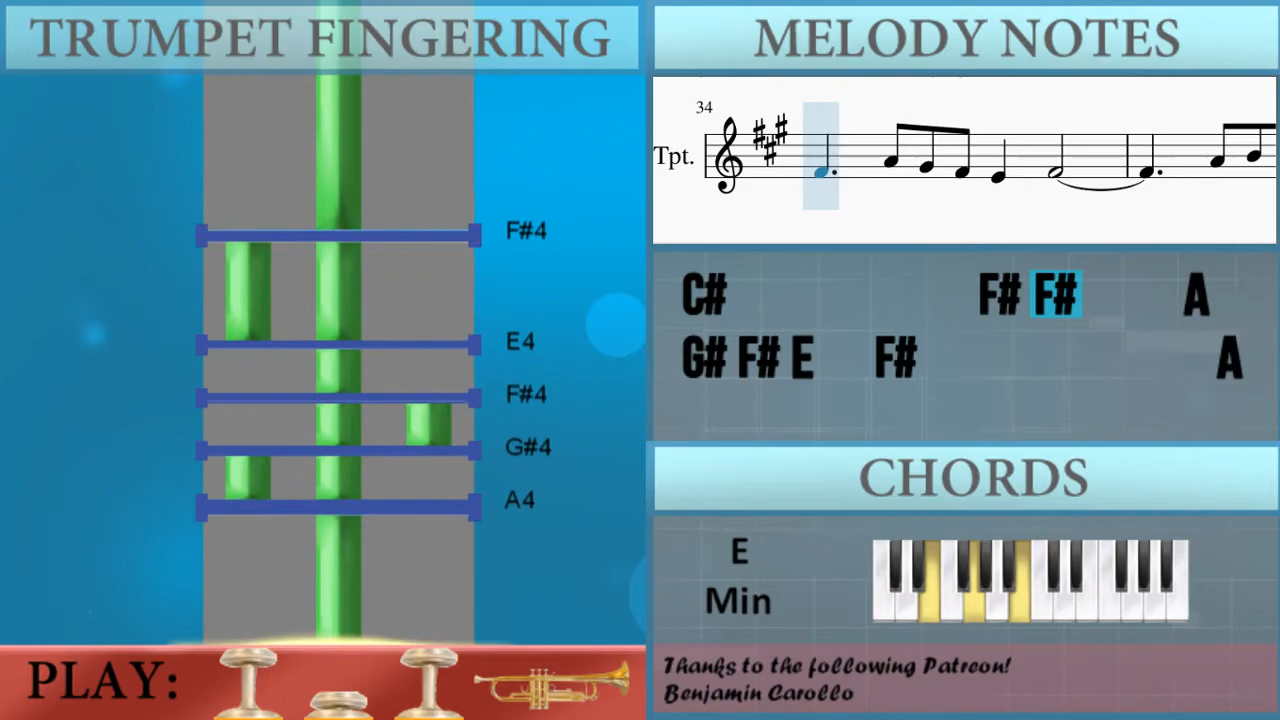 TRUMPET FINGERING
F#4
E4
F#4
G#4
A4
PLAY:
MELODY NOTES
34
Tpt.
C# F# F# A
G# F# E F# A
CHORDS
E
Min
Thanks to the following Patreon!
Benjamin Carollo